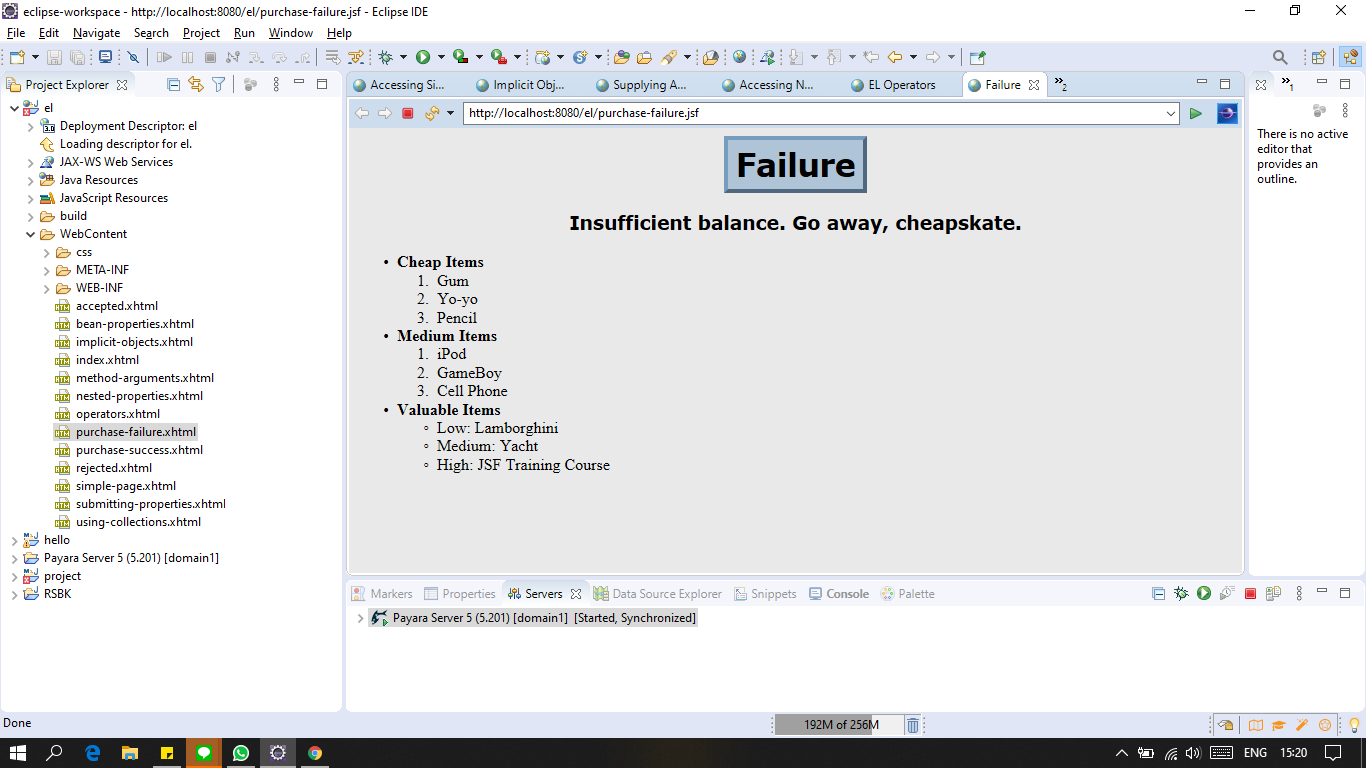 eclipse-workspace - http://localhost:8080/el/purchase-failure.jsf - Eclipse IDE
File Edit Navigate Search Project Run Window Help
Project Explorer
el
Deployment Descriptor: el
Loading descriptor for el.
JAX-WS Web Services
Java Resources
JavaScript Resources
build
WebContent
css
META-INF
WEB-INF
accepted.xhtml
bean-properties.xhtml
implicit-objects.xhtml
index.xhtml
method-arguments.xhtml
nested-properties.xhtml
operators.xhtml
purchase-failure.xhtml
purchase-success.xhtml
rejected.xhtml
simple-page.xhtml
submitting-properties.xhtml
using-collections.xhtml
hello
Payara Server 5 (5.201) [domain1]
project
RSBK
Accessing Si... Implicit Obj... Supplying A... Accessing N... EL Operators Failure »2
http://localhost:8080/el/purchase-failure.jsf
Failure
Insufficient balance. Go away, cheapskate.
• Cheap Items
1. Gum
2. Yo-yo
3. Pencil
• Medium Items
1. iPod
2. GameBoy
3. Cell Phone
• Valuable Items
◦ Low: Lamborghini
◦ Medium: Yacht
◦ High: JSF Training Course
»1
There is no active
editor that
provides an
outline.
Markers Properties Servers Data Source Explorer Snippets Console Palette
Payara Server 5 (5.201) [domain1] [Started, Synchronized]
Done
192M of 256M
ENG 15:20